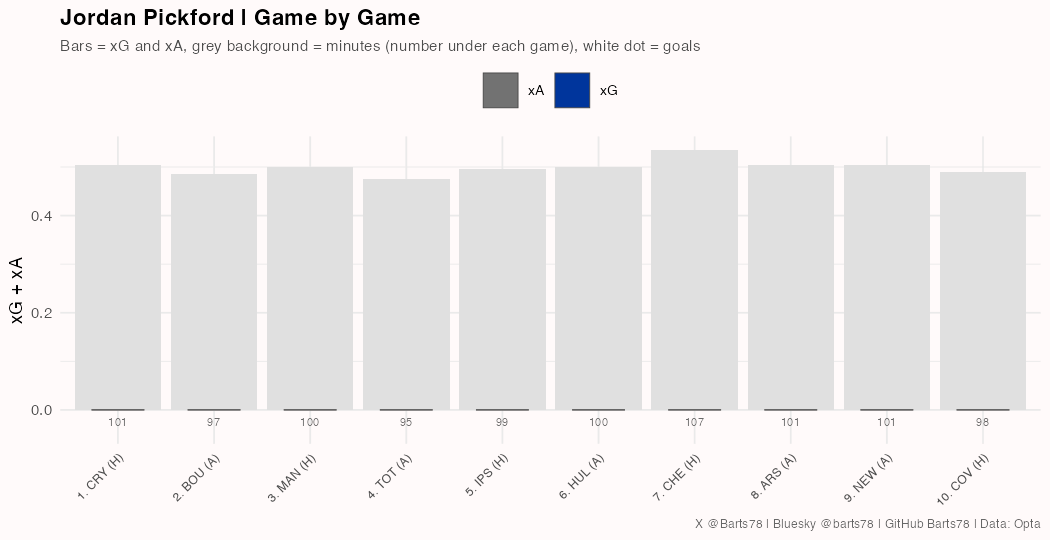 Jordan Pickford | Game by Game
Bars = xG and xA, grey background = minutes (number under each game), white dot = goals
xA xG
xG + xA
0.4
0.2
0.0
101 97 100 95 99 100 107 101 101 98
1. CRY (H) 2. BOU (A) 3. MAN (H) 4. TOT (A) 5. IPS (H) 6. HUL (A) 7. CHE (H) 8. ARS (A) 9. NEW (A) 10. COV (H)
X @Barts78 | Bluesky @barts78 | GitHub Barts78 | Data: Opta